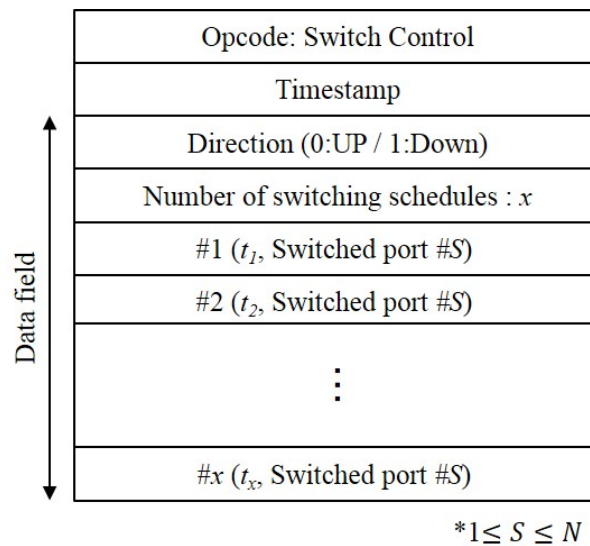 Opcode: Switch Control
Timestamp
Direction (0:UP / 1:Down)
Number of switching schedules : x
#1 (t1, Switched port #S)
#2 (t2, Switched port #S)
⋮
#x (tx, Switched port #S)
Data field
*1≤ S ≤ N